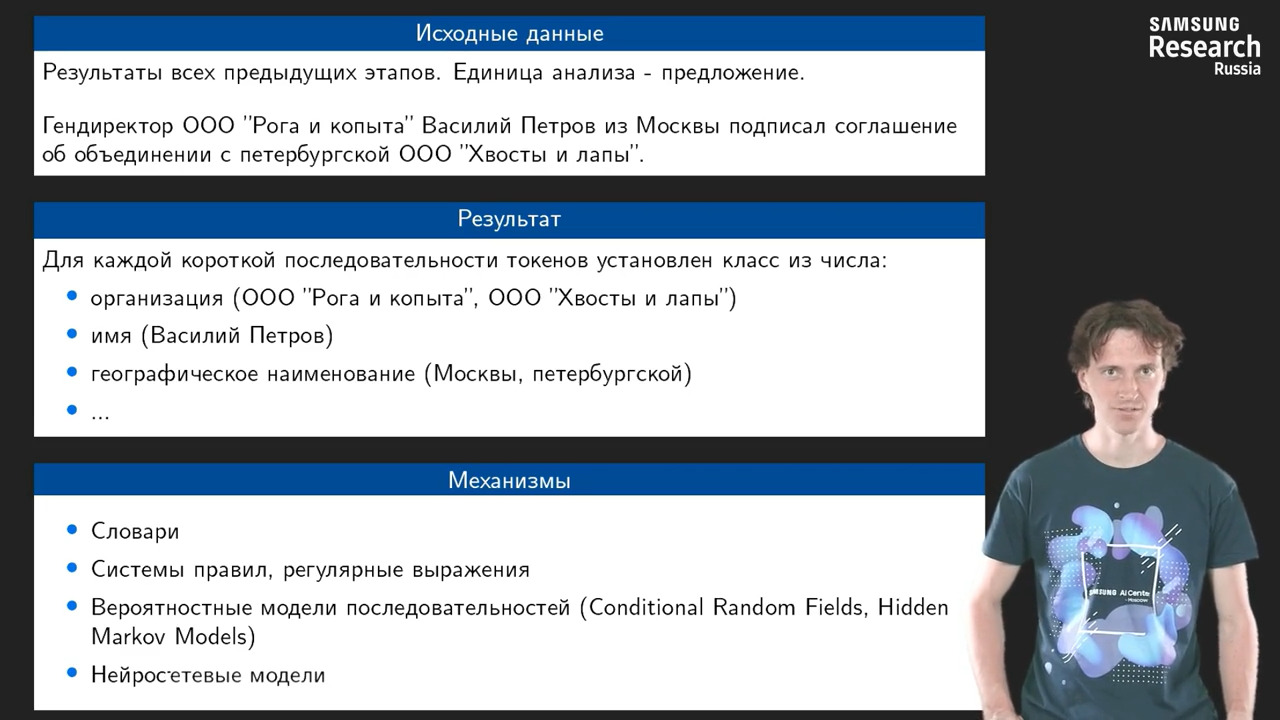 Исходные данные
SAMSUNG
Research
Russia
Результаты всех предыдущих этапов. Единица анализа - предложение.
Гендиректор ООО "Рога и копыта" Василий Петров из Москвы подписал соглашение
об объединении с петербургской ООО "Хвосты и лапы".
Результат
Для каждой короткой последовательности токенов установлен класс из числа:
• организация (ООО "Рога и копыта", ООО "Хвосты и лапы")
• имя (Василий Петров)
• географическое наименование (Москвы, петербургской)
• ...
Механизмы
• Словари
• Системы правил, регулярные выражения
• Вероятностные модели последовательностей (Conditional Random Fields, Hidden
Markov Models)
• Нейросетевые модели
SAMSUNG AI Cente
- Moscow